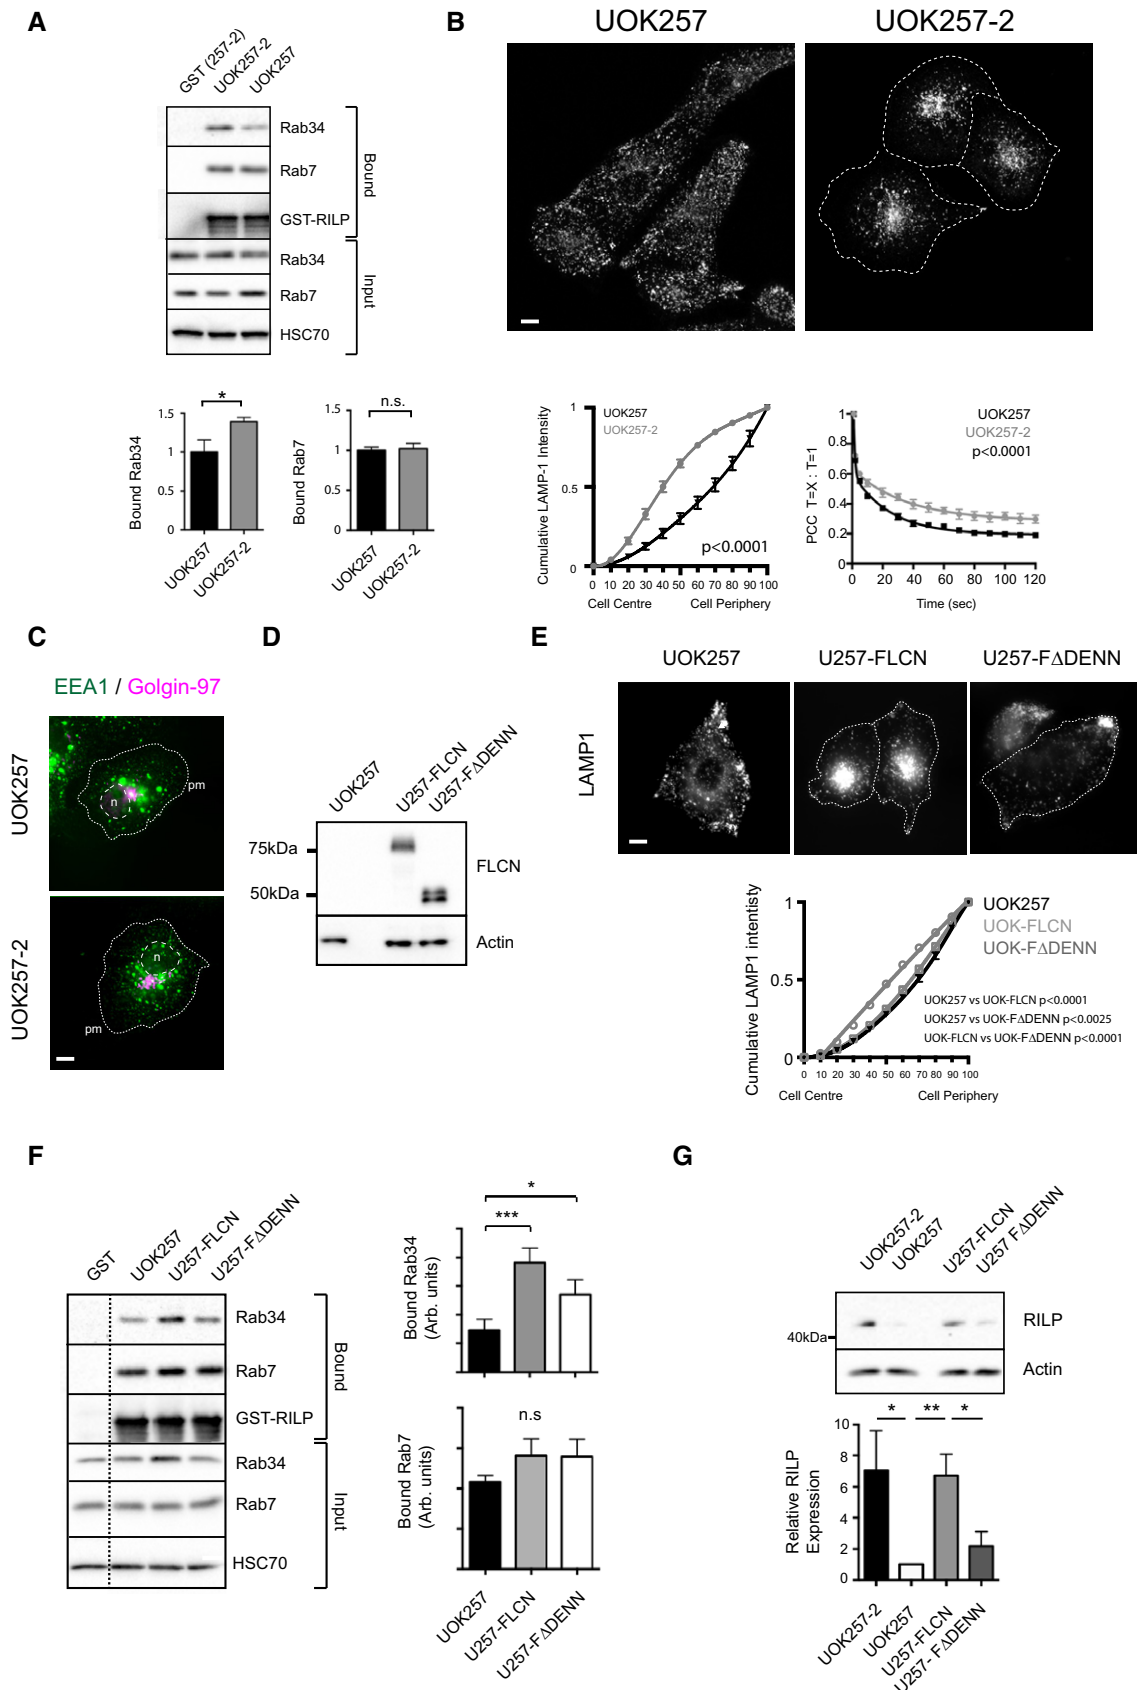 A
GST (257-2)
UOK257-2
UOK257
Rab34
Rab7
GST-RILP
Bound
Rab34
Rab7
HSC70
Input
Bound Rab34
1.5
1
0.5
0
*
UOK257
UOK257-2
Bound Rab7
1.5
1
0.5
0
n.s.
UOK257
UOK257-2
B
UOK257
UOK257-2
Cumulative LAMP-1 Intensity
1
0.5
0
UOK257
UOK257-2
p<0.0001
0 10 20 30 40 50 60 70 80 90 100
Cell Centre
Cell Periphery
PCC T=X : T=1
1
0.8
0.6
0.4
0.2
0
UOK257
UOK257-2
p<0.0001
0 20 40 60 80 100 120
Time (sec)
C
EEA1 / Golgin-97
UOK257
n
pm
UOK257-2
n
pm
D
UOK257
U257-FLCN
U257-FΔDENN
75kDa
50kDa
FLCN
Actin
E
UOK257
U257-FLCN
U257-FΔDENN
LAMP1
Cumulative LAMP1 intentisty
1
0.5
0
UOK257
UOK-FLCN
UOK-FΔDENN
UOK257 vs UOK-FLCN p<0.0001
UOK257 vs UOK-FΔDENN p<0.0025
UOK-FLCN vs UOK-FΔDENN p<0.0001
0 10 20 30 40 50 60 70 80 90 100
Cell Centre
Cell Periphery
F
GST
UOK257
U257-FLCN
U257-FΔDENN
Rab34
Rab7
GST-RILP
Bound
Rab34
Rab7
HSC70
Input
Bound Rab34
(Arb. units)
*
***
Bound Rab7
(Arb. units)
n.s
UOK257
U257-FLCN
U257-FΔDENN
G
UOK257-2
UOK257
U257-FLCN
U257 FΔDENN
40kDa
RILP
Actin
Relative RILP
Expression
10
8
6
4
2
0
* ** *
UOK257-2
UOK257
U257-FLCN
U257- FΔDENN